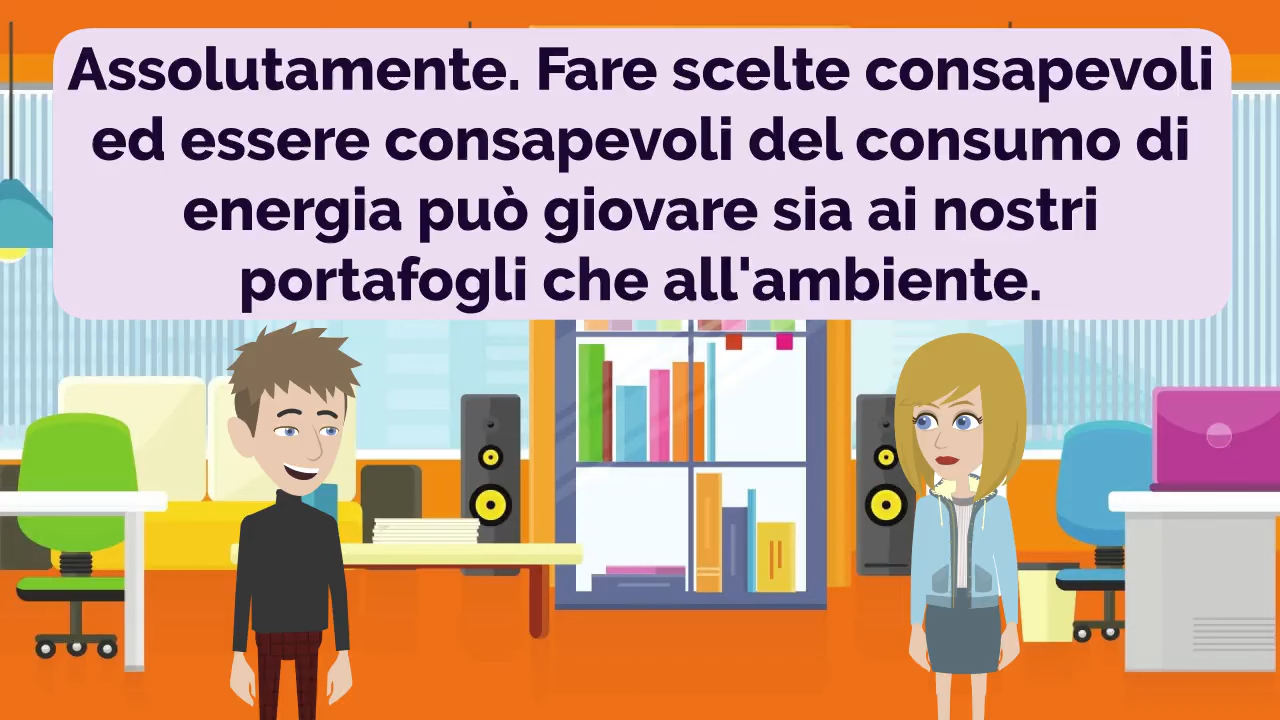 Assolutamente. Fare scelte consapevoli
ed essere consapevoli del consumo di
energia può giovare sia ai nostri
portafogli che all'ambiente.